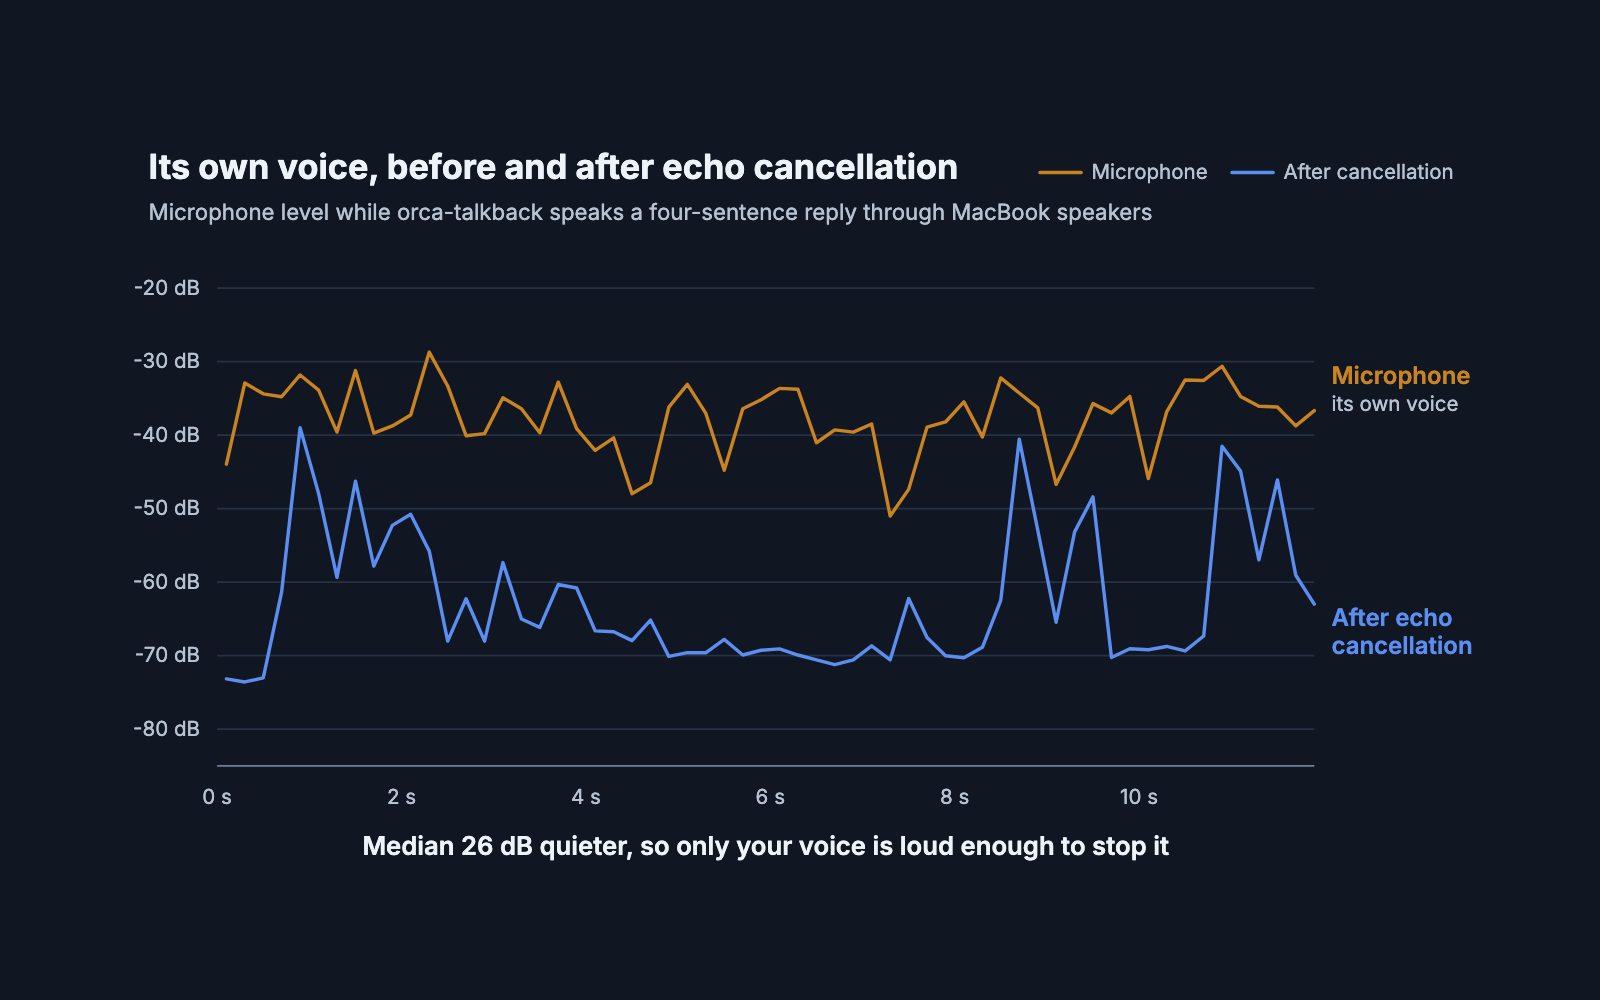 Its own voice, before and after echo cancellation
Microphone
After cancellation
Microphone level while orca-talkback speaks a four-sentence reply through MacBook speakers
-20 dB
-30 dB
-40 dB
-50 dB
-60 dB
-70 dB
-80 dB
Microphone
its own voice
After echo
cancellation
0 s
2 s
4 s
6 s
8 s
10 s
Median 26 dB quieter, so only your voice is loud enough to stop it